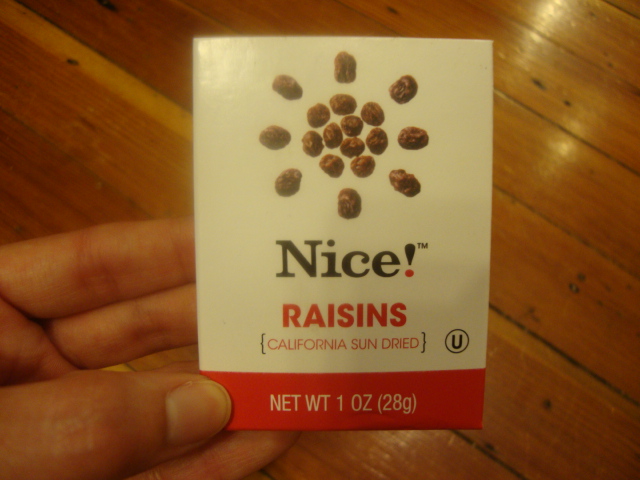 Nice!™
RAISINS
{CALIFORNIA SUN DRIED} U
NET WT 1 OZ (28g)